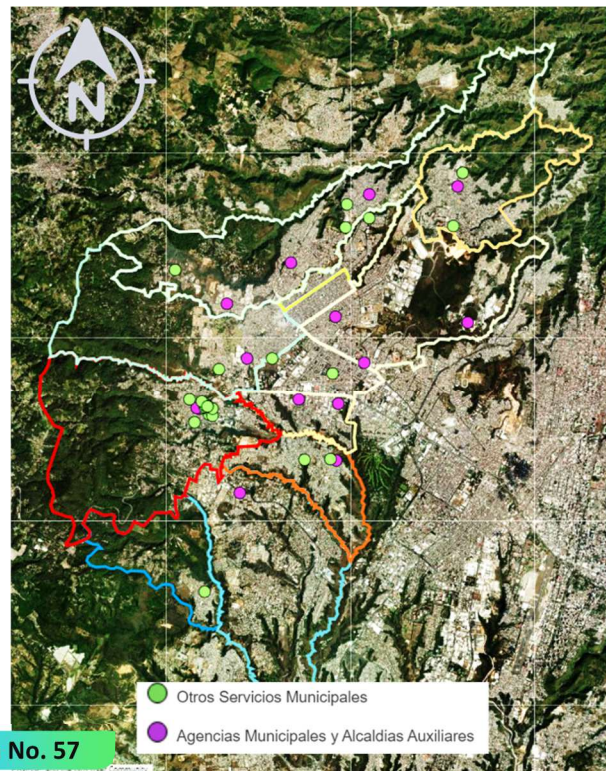 N
Otros Servicios Municipales
Agencias Municipales y Alcaldias Auxiliares
No. 57